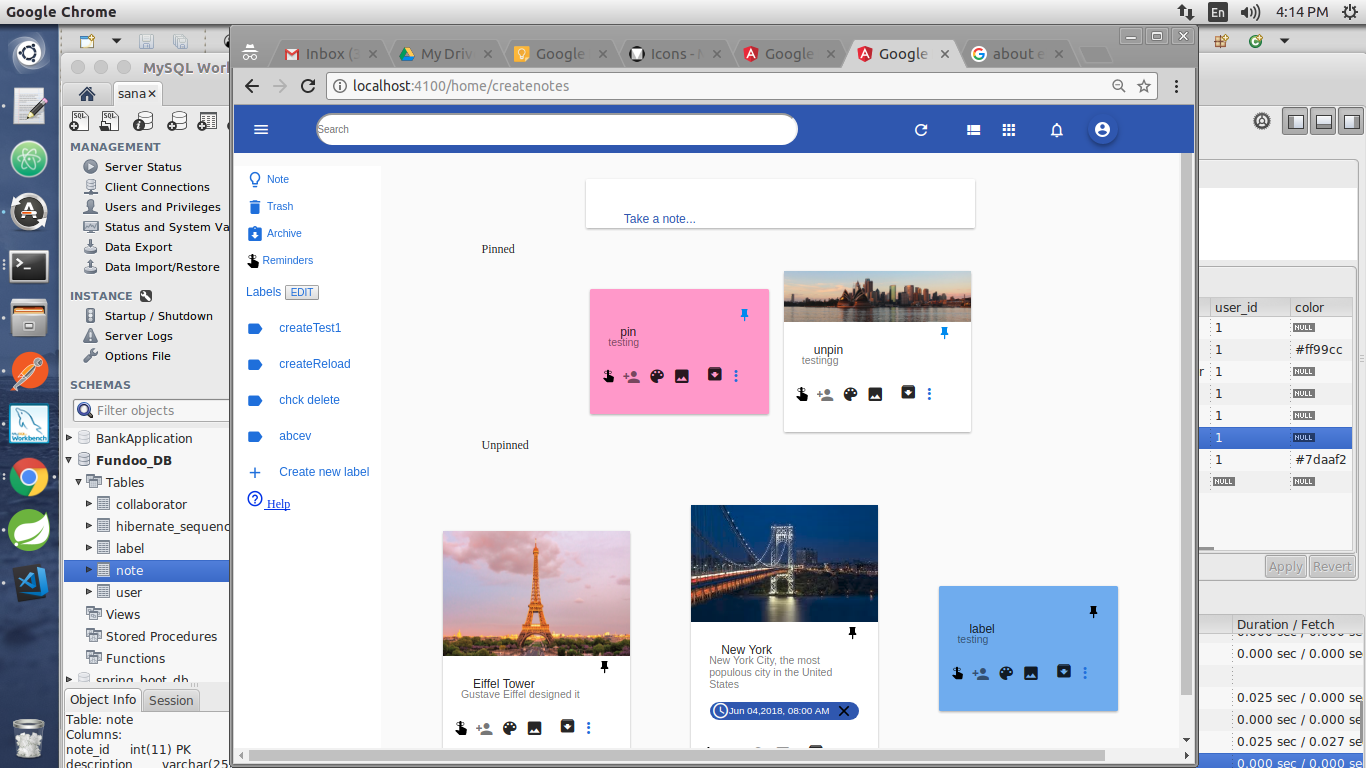 Google Chrome
En
4:14 PM
MySQL Wor
sana
MANAGEMENT
Server Status
Client Connections
Users and Privileges
Status and System Va
Data Export
Data Import/Restore
INSTANCE
Startup / Shutdown
Server Logs
Options File
SCHEMAS
Filter objects
BankApplication
Fundoo_DB
Tables
collaborator
hibernate_sequenc
label
note
user
Views
Stored Procedures
Functions
spring_boot_db
Object Info
Session
Table: note
Columns:
note_id int(11) PK
description varchar(25
Inbox (3
My Driv
Google
Icons - M
Google
Google
about e
localhost:4100/home/createnotes
Search
Note
Trash
Archive
Reminders
Labels EDIT
createTest1
createReload
chck delete
abcev
Create new label
Help
Take a note...
Pinned
pin
testing
unpin
testingg
Unpinned
Eiffel Tower
Gustave Eiffel designed it
New York
New York City, the most
populous city in the United
States
Jun 04,2018, 08:00 AM
label
testing
user_id color
1 NULL
1 #ff99cc
r 1 NULL
1 NULL
1 NULL
1 NULL
1 #7daaf2
NULL NULL
Apply Revert
Duration / Fetch
0.000 sec / 0.000 se
0.000 sec / 0.000 se
0.025 sec / 0.000 se
0.000 sec / 0.000 se
0.025 sec / 0.027 se
0.000 sec / 0.000 se